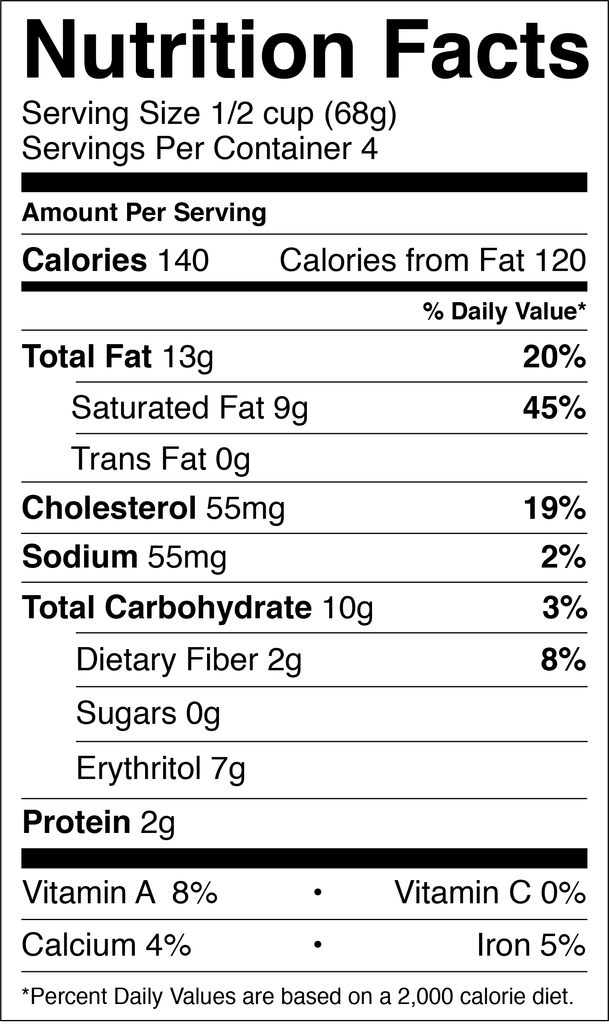 Nutrition Facts
Serving Size 1/2 cup (68g)
Servings Per Container 4
Amount Per Serving
Calories 140 Calories from Fat 120
% Daily Value*
Total Fat 13g 20%
Saturated Fat 9g 45%
Trans Fat 0g
Cholesterol 55mg 19%
Sodium 55mg 2%
Total Carbohydrate 10g 3%
Dietary Fiber 2g 8%
Sugars 0g
Erythritol 7g
Protein 2g
Vitamin A 8% • Vitamin C 0%
Calcium 4% • Iron 5%
*Percent Daily Values are based on a 2,000 calorie diet.